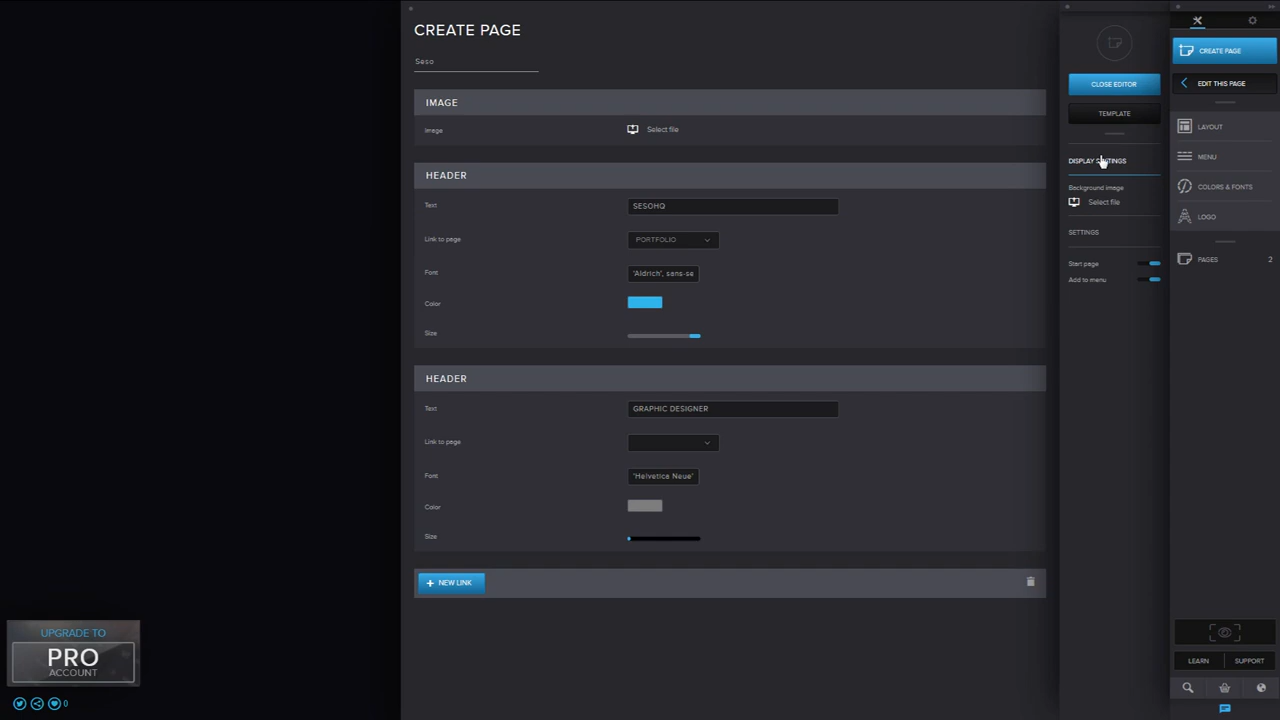 CREATE PAGE
Seso
IMAGE
Image
Select file
HEADER
Text
SESOHQ
Link to page
PORTFOLIO
Font
"Aldrich", sans-se
Color
Size
HEADER
Text
GRAPHIC DESIGNER
Link to page
Font
"Helvetica Neue"
Color
Size
+ NEW LINK
CLOSE EDITOR
TEMPLATE
DISPLAY SETTINGS
Background image
Select file
SETTINGS
Start page
Add to menu
CREATE PAGE
EDIT THIS PAGE
LAYOUT
MENU
COLORS & FONTS
LOGO
PAGES 2
LEARN
SUPPORT
UPGRADE TO
PRO
ACCOUNT
0